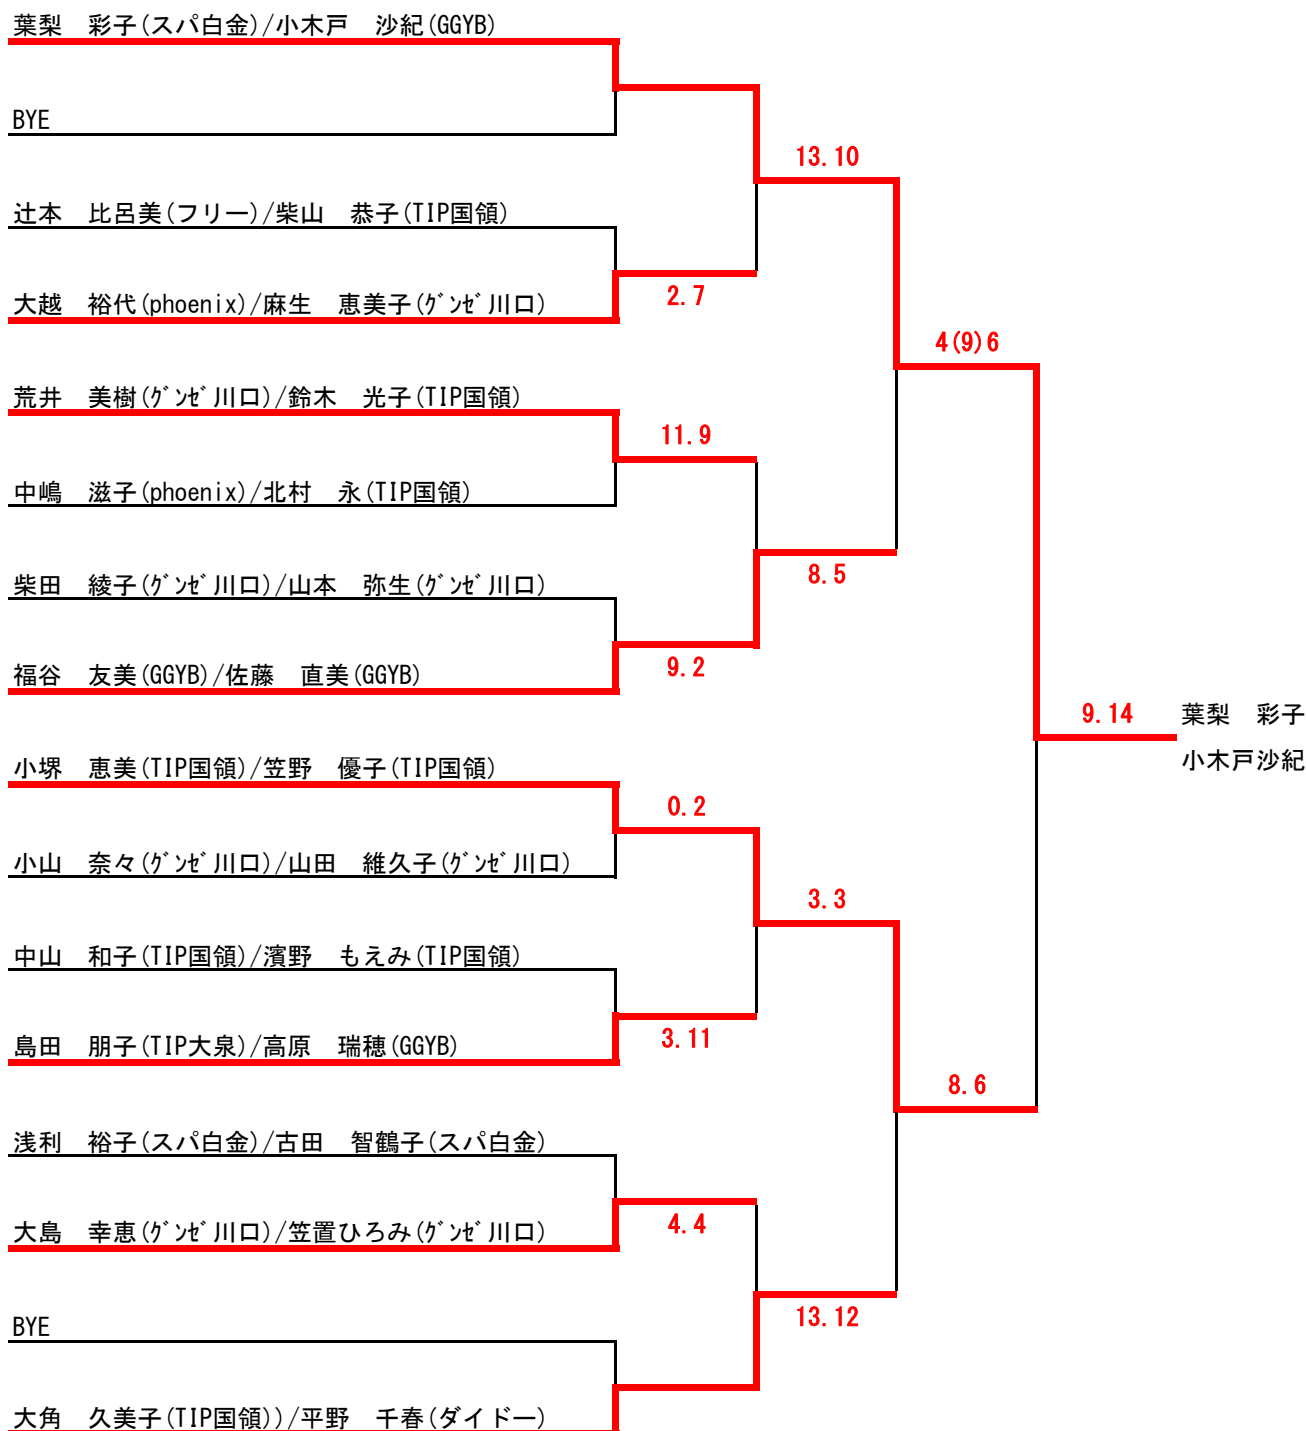 葉梨　彩子(スパ白金)/小木戸　沙紀(GGYB)
BYE
13.10
辻本　比呂美(フリー)/柴山　恭子(TIP国領)
2.7
大越　裕代(phoenix)/麻生　恵美子(ｸﾞﾝｾﾞ川口)
4(9)6
荒井　美樹(ｸﾞﾝｾﾞ川口)/鈴木　光子(TIP国領)
11.9
中嶋　滋子(phoenix)/北村　永(TIP国領)
8.5
柴田　綾子(ｸﾞﾝｾﾞ川口)/山本　弥生(ｸﾞﾝｾﾞ川口)
9.2
福谷　友美(GGYB)/佐藤　直美(GGYB)
9.14
葉梨　彩子
小木戸沙紀
小堺　恵美(TIP国領)/笠野　優子(TIP国領)
0.2
小山　奈々(ｸﾞﾝｾﾞ川口)/山田　維久子(ｸﾞﾝｾﾞ川口)
3.3
中山　和子(TIP国領)/濱野　もえみ(TIP国領)
3.11
島田　朋子(TIP大泉)/高原　瑞穂(GGYB)
8.6
浅利　裕子(スパ白金)/古田　智鶴子(スパ白金)
4.4
大島　幸恵(ｸﾞﾝｾﾞ川口)/笠置ひろみ(ｸﾞﾝｾﾞ川口)
13.12
BYE
大角　久美子(TIP国領))/平野　千春(ダイドー)